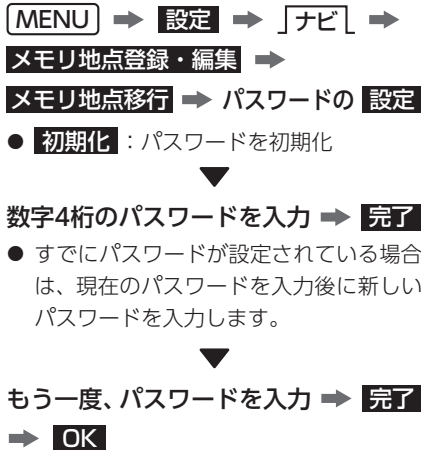 MENU ➡ 設定 ➡ ナビ ➡
メモリ地点登録・編集 ➡
メモリ地点移行 ➡ パスワードの 設定
● 初期化 ：パスワードを初期化
▼
数字4桁のパスワードを入力 ➡ 完了
● すでにパスワードが設定されている場合
は、現在のパスワードを入力後に新しい
パスワードを入力します。
▼
もう一度、パスワードを入力 ➡ 完了
➡ OK